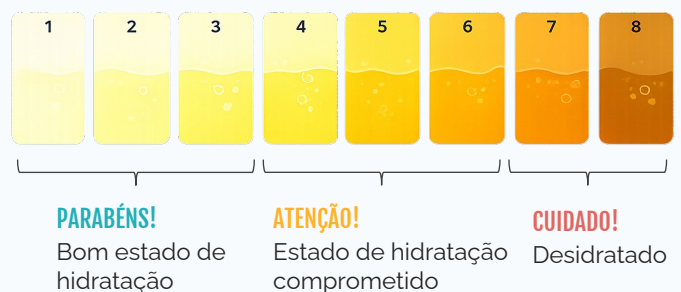 1 2 3 4 5 6 7 8
PARABÉNS!
Bom estado de
hidratação
ATENÇÃO!
Estado de hidratação
comprometido
CUIDADO!
Desidratado